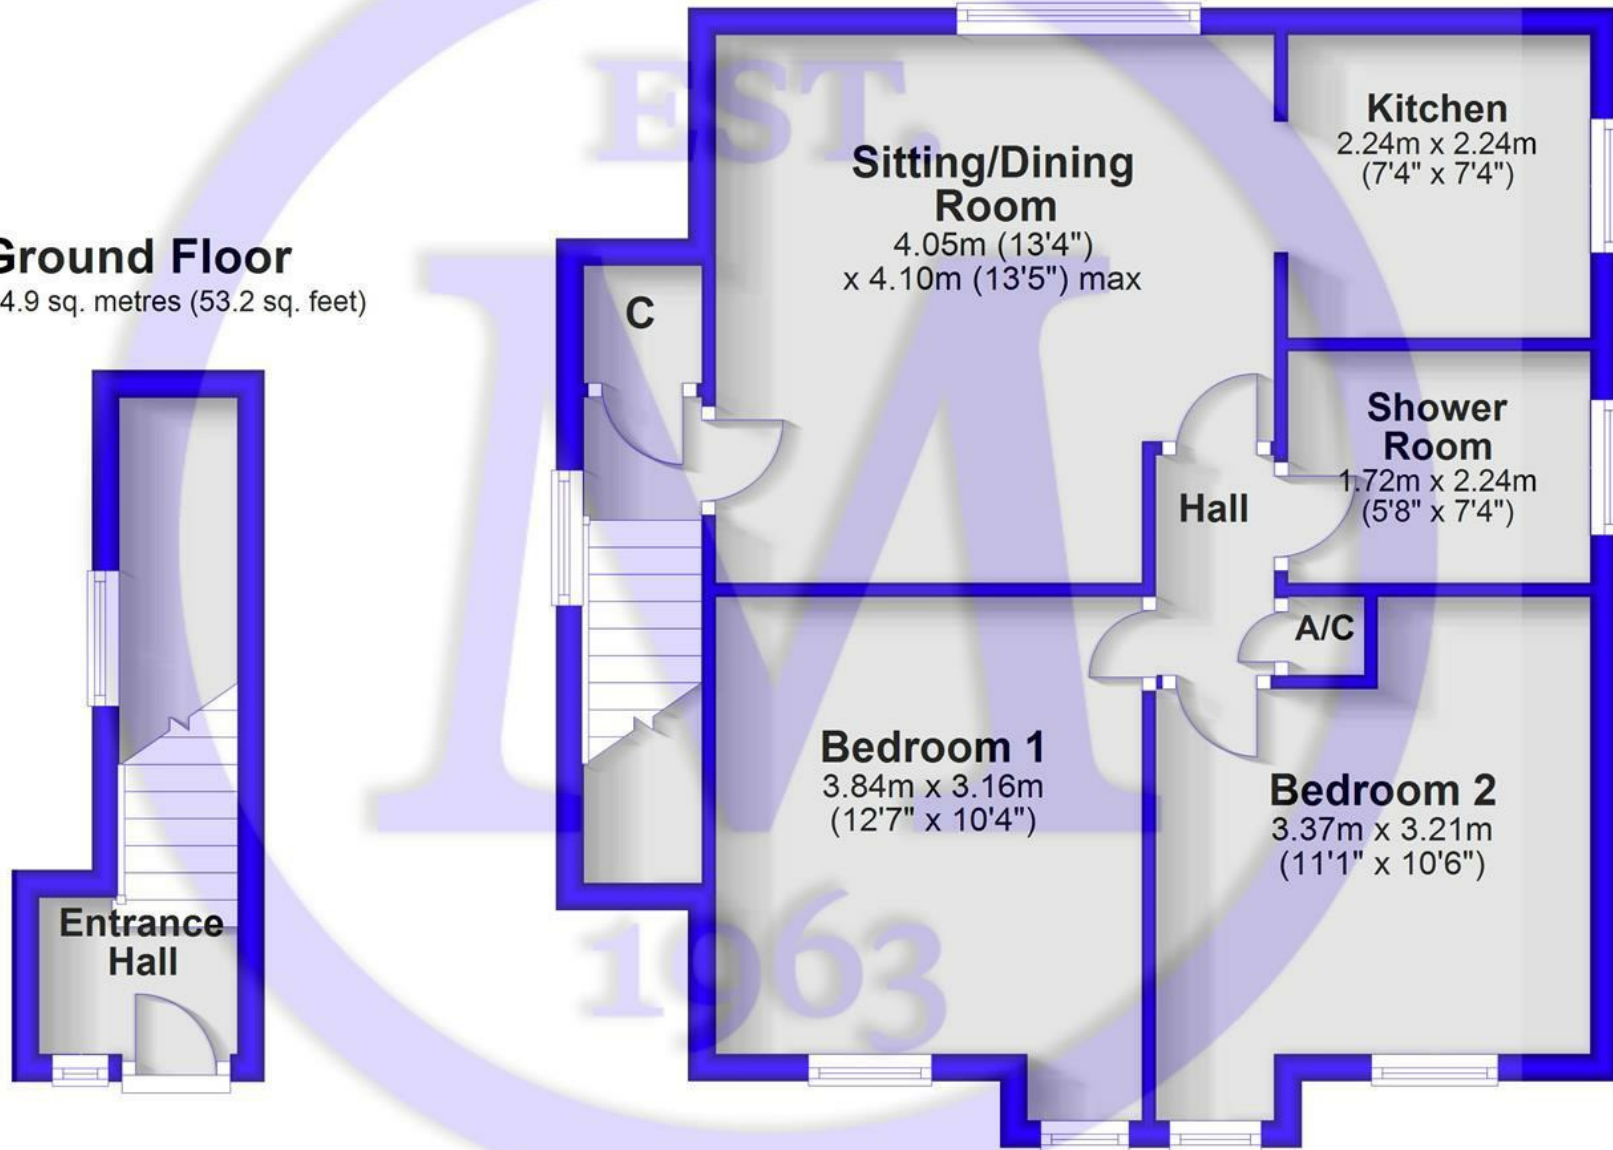 Ground Floor
4.9 sq. metres (53.2 sq. feet)
Entrance
Hall
EST.
1963
M
C
Sitting/Dining
Room
4.05m (13'4")
x 4.10m (13'5") max
Kitchen
2.24m x 2.24m
(7'4" x 7'4")
Shower
Room
1.72m x 2.24m
(5'8" x 7'4")
Hall
A/C
Bedroom 1
3.84m x 3.16m
(12'7" x 10'4")
Bedroom 2
3.37m x 3.21m
(11'1" x 10'6")